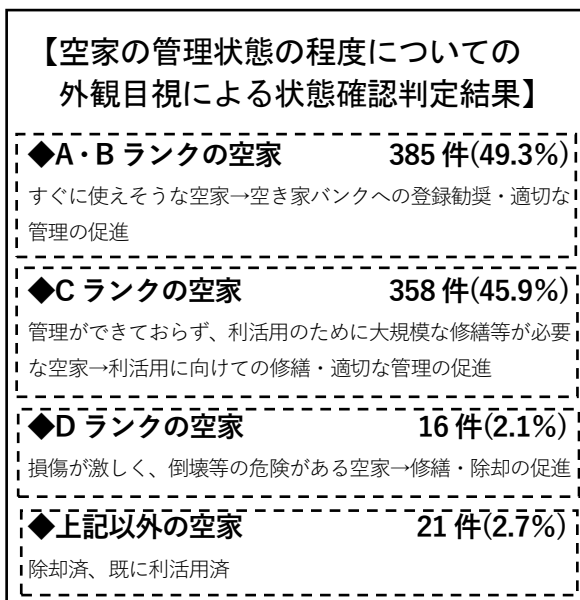 【空家の管理状態の程度についての
外観目視による状態確認判定結果】
◆A・B ランクの空家 385 件(49.3%)
すぐに使えそうな空家→空き家バンクへの登録勧奨・適切な
管理の促進
◆C ランクの空家 358 件(45.9%)
管理ができておらず、利活用のために大規模な修繕等が必要
な空家→利活用に向けての修繕・適切な管理の促進
◆D ランクの空家 16 件(2.1%)
損傷が激しく、倒壊等の危険がある空家→修繕・除却の促進
◆上記以外の空家 21 件(2.7%)
除却済、既に利活用済